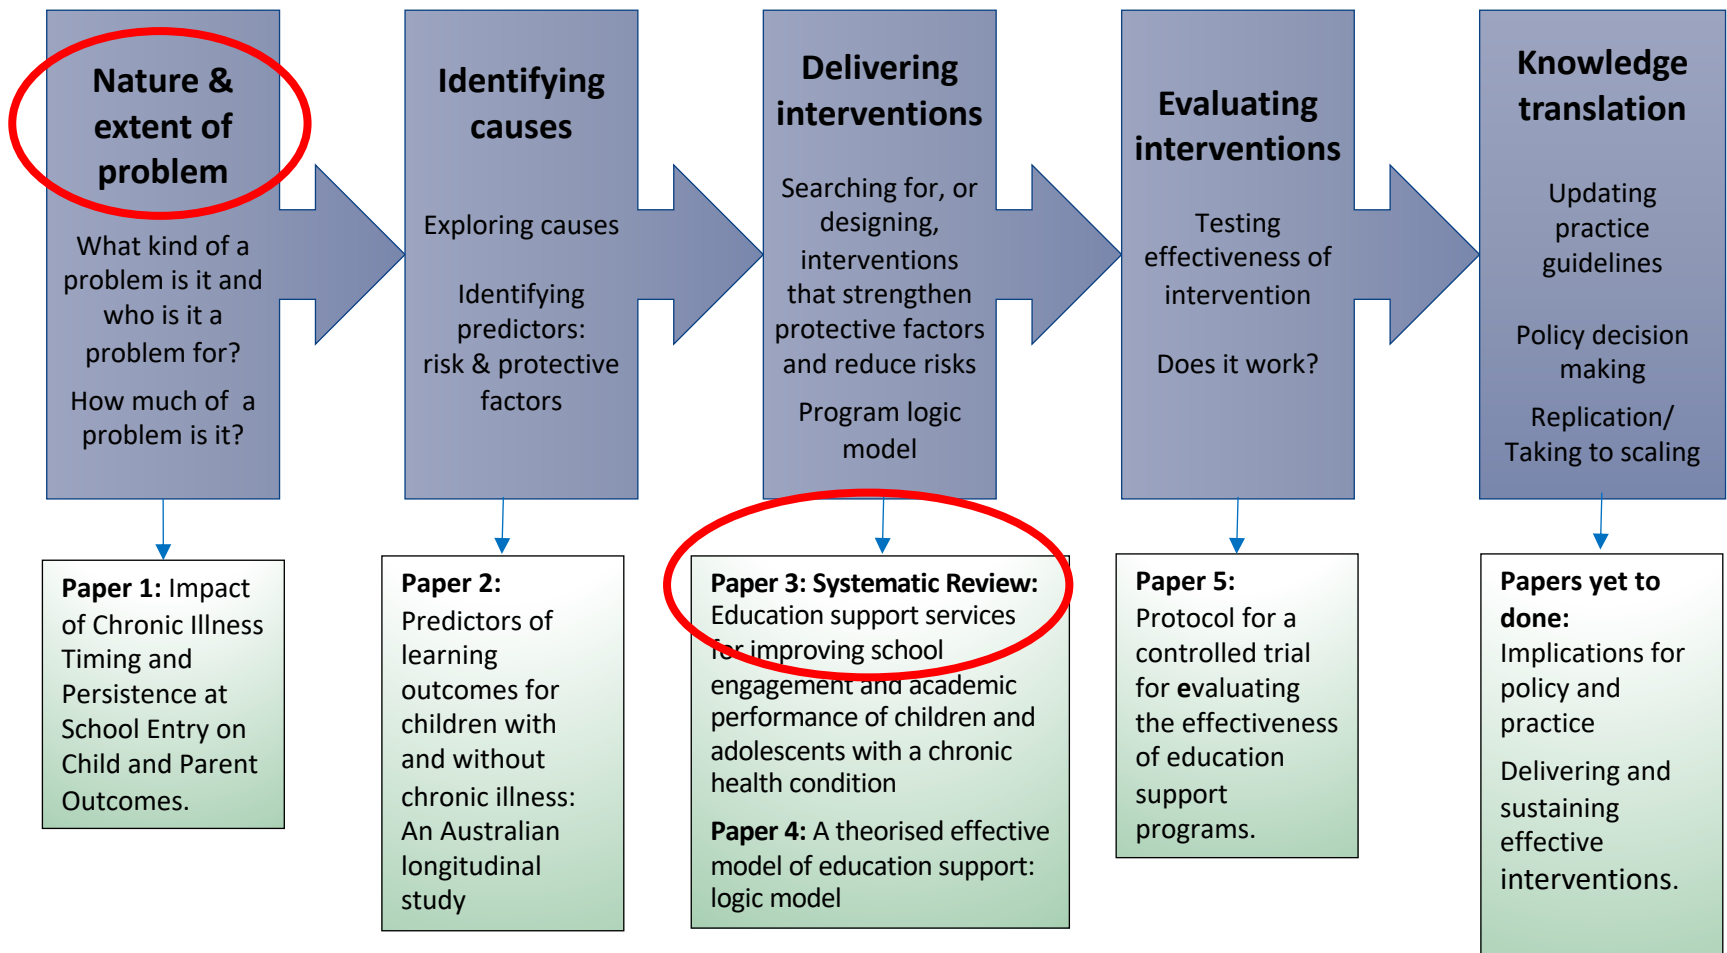 Nature &
extent of
problem
What kind of a
problem is it and
who is it a
problem for?
How much of a
problem is it?
Identifying
causes
Exploring causes
Identifying
predictors:
risk & protective
factors
Delivering
interventions
Searching for, or
designing,
interventions
that strengthen
protective factors
and reduce risks
Program logic
model
Evaluating
interventions
Testing
effectiveness of
intervention
Does it work?
Knowledge
translation
Updating
practice
guidelines
Policy decision
making
Replication/
Taking to scaling
Paper 1: Impact
of Chronic Illness
Timing and
Persistence at
School Entry on
Child and Parent
Outcomes.
Paper 2:
Predictors of
learning
outcomes for
children with
and without
chronic illness:
An Australian
longitudinal
study
Paper 3: Systematic Review:
Education support services
for improving school
engagement and academic
performance of children and
adolescents with a chronic
health condition
Paper 4: A theorised effective
model of education support:
logic model
Paper 5:
Protocol for a
controlled trial
for evaluating
the effectiveness
of education
support
programs.
Papers yet to
done:
Implications for
policy and
practice
Delivering and
sustaining
effective
interventions.